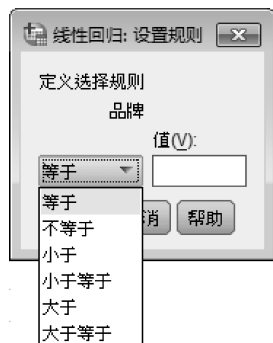 线性回归: 设置规则
定义选择规则
品牌
值(V):
等于
等于
不等于
消 帮助
小于
小于等于
大于
大于等于